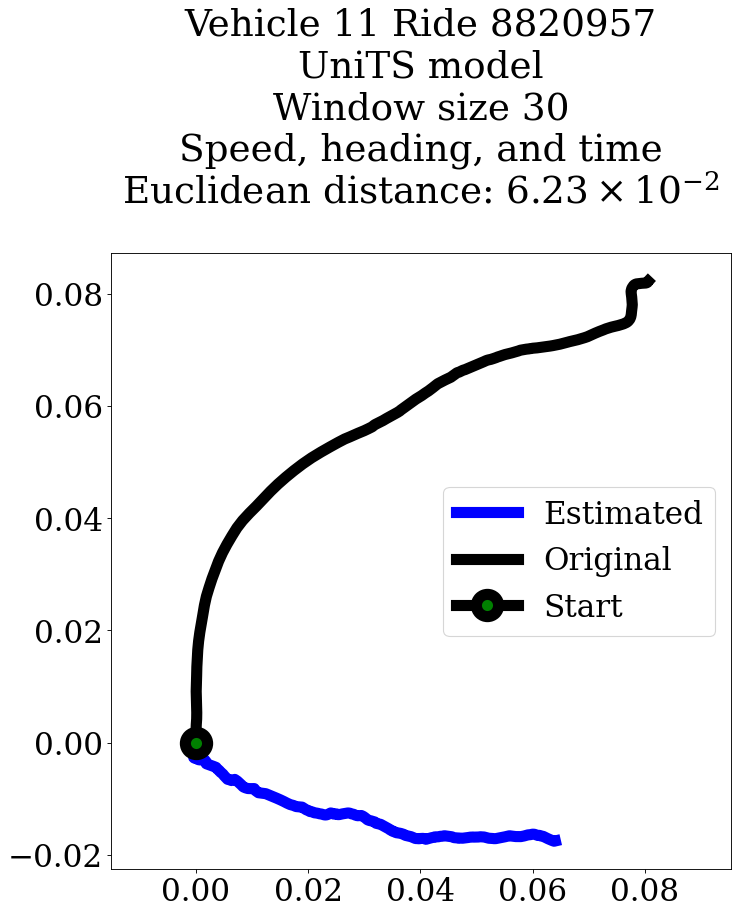 Vehicle 11 Ride 8820957
UniTS model
Window size 30
Speed, heading, and time
Euclidean distance: 6.23 × 10⁻²
0.08
0.06
0.04
0.02
0.00
−0.02
Estimated
Original
Start
0.00 0.02 0.04 0.06 0.08